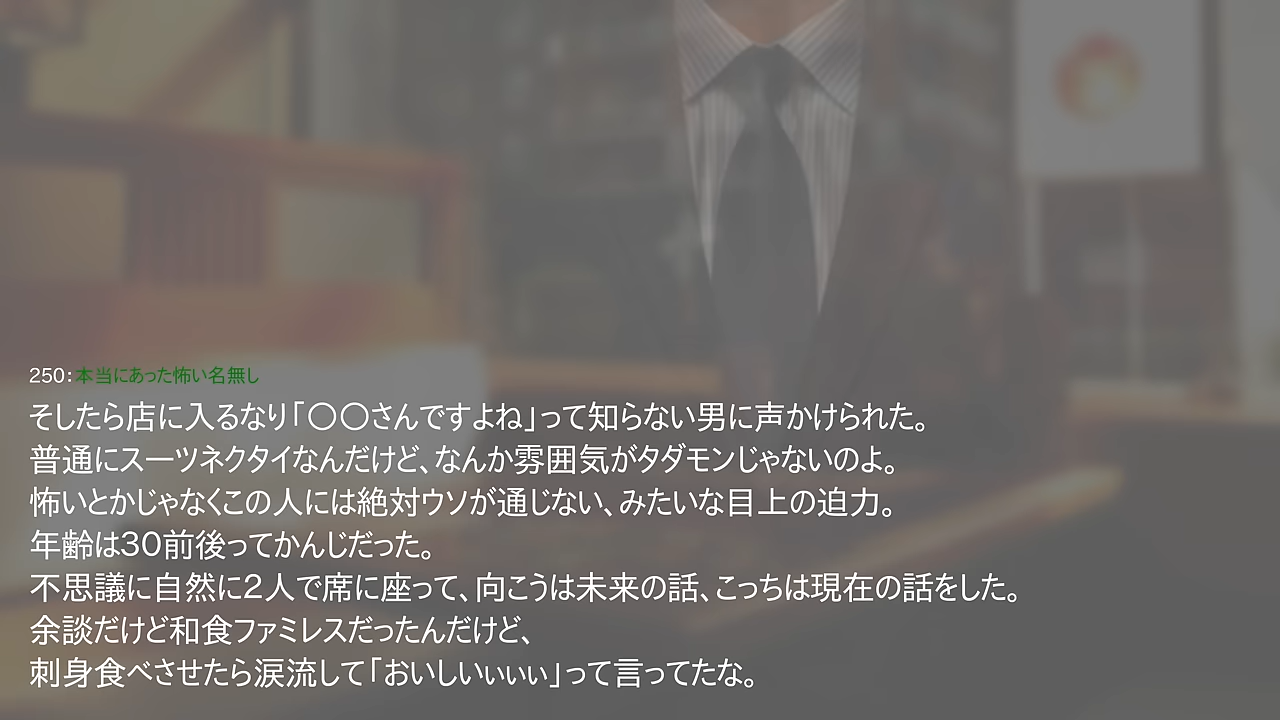 250:本当にあった怖い名無し
そしたら店に入るなり「〇〇さんですよね」って知らない男に声かけられた。
普通にスーツネクタイなんだけど、なんか雰囲気がタダモンじゃないのよ。
怖いとかじゃなくこの人には絶対ウソが通じない、みたいな目上の迫力。
年齢は30前後ってかんじだった。
不思議に自然に2人で席に座って、向こうは未来の話、こっちは現在の話をした。
余談だけど和食ファミレスだったんだけど、
刺身食べさせたら涙流して「おいしいぃぃぃ」って言ってたな。